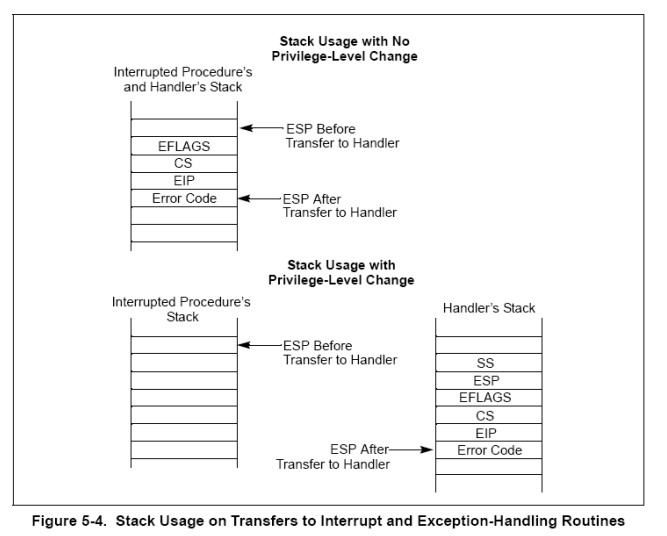 Stack Usage with No
Privilege-Level Change
Interrupted Procedure's
and Handler's Stack
ESP Before
Transfer to Handler
EFLAGS
CS
EIP
Error Code
ESP After
Transfer to Handler
Stack Usage with
Privilege-Level Change
Interrupted Procedure's
Stack
Handler's Stack
ESP Before
Transfer to Handler
SS
ESP
EFLAGS
CS
EIP
ESP After
Transfer to Handler
Error Code
Figure 5-4. Stack Usage on Transfers to Interrupt and Exception-Handling Routines